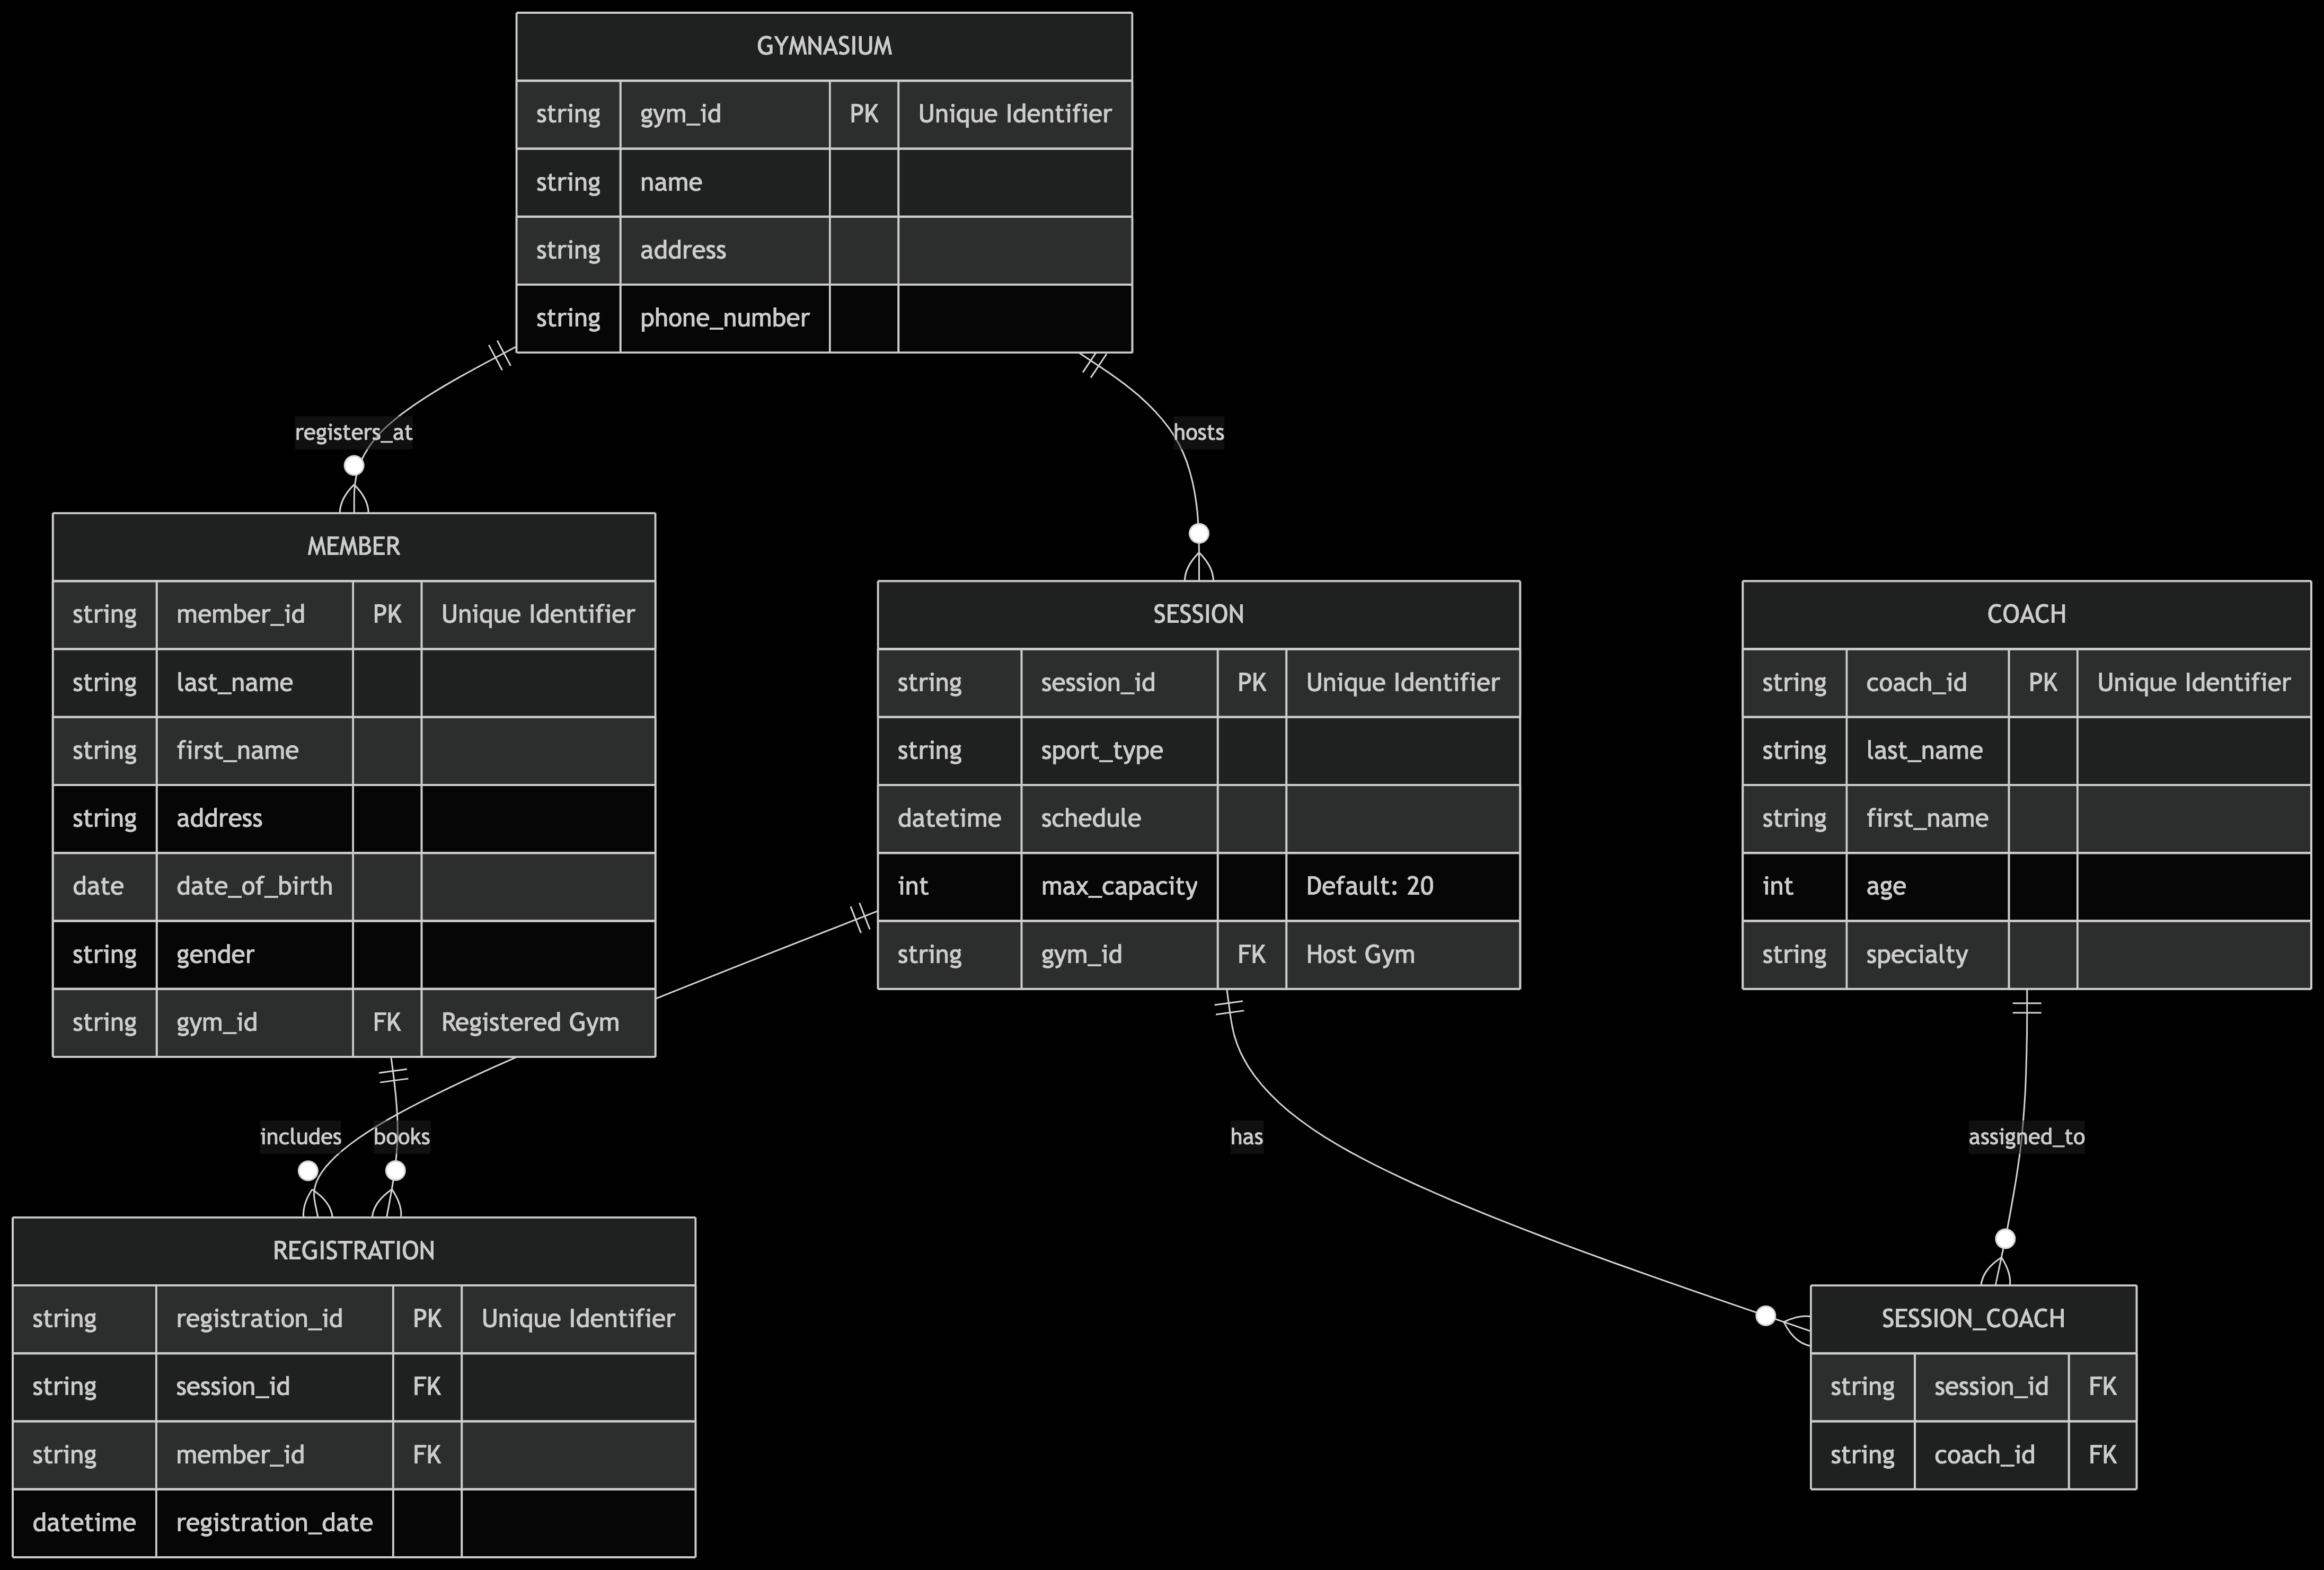 GYMNASIUM
string gym_id PK Unique Identifier
string name
string address
string phone_number
registers_at
hosts
MEMBER
string member_id PK Unique Identifier
string last_name
string first_name
string address
date date_of_birth
string gender
string gym_id FK Registered Gym
SESSION
string session_id PK Unique Identifier
string sport_type
datetime schedule
int max_capacity Default: 20
string gym_id FK Host Gym
COACH
string coach_id PK Unique Identifier
string last_name
string first_name
int age
string specialty
includes
books
has
assigned_to
REGISTRATION
string registration_id PK Unique Identifier
string session_id FK
string member_id FK
datetime registration_date
SESSION_COACH
string session_id FK
string coach_id FK